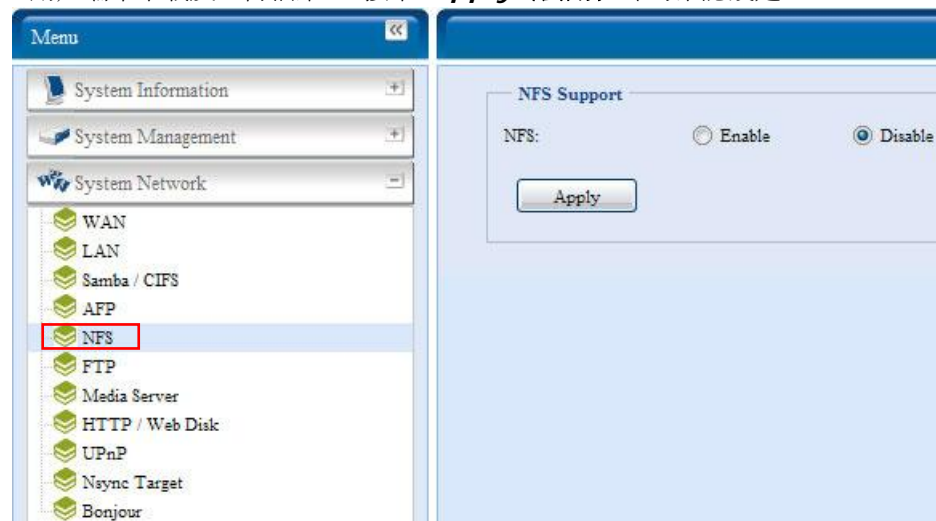 Menu
System Information
System Management
System Network
WAN
LAN
Samba / CIFS
AFP
NFS
FTP
Media Server
HTTP / Web Disk
UPnP
Nsync Target
Bonjour
NFS Support
NFS: Enable Disable
Apply